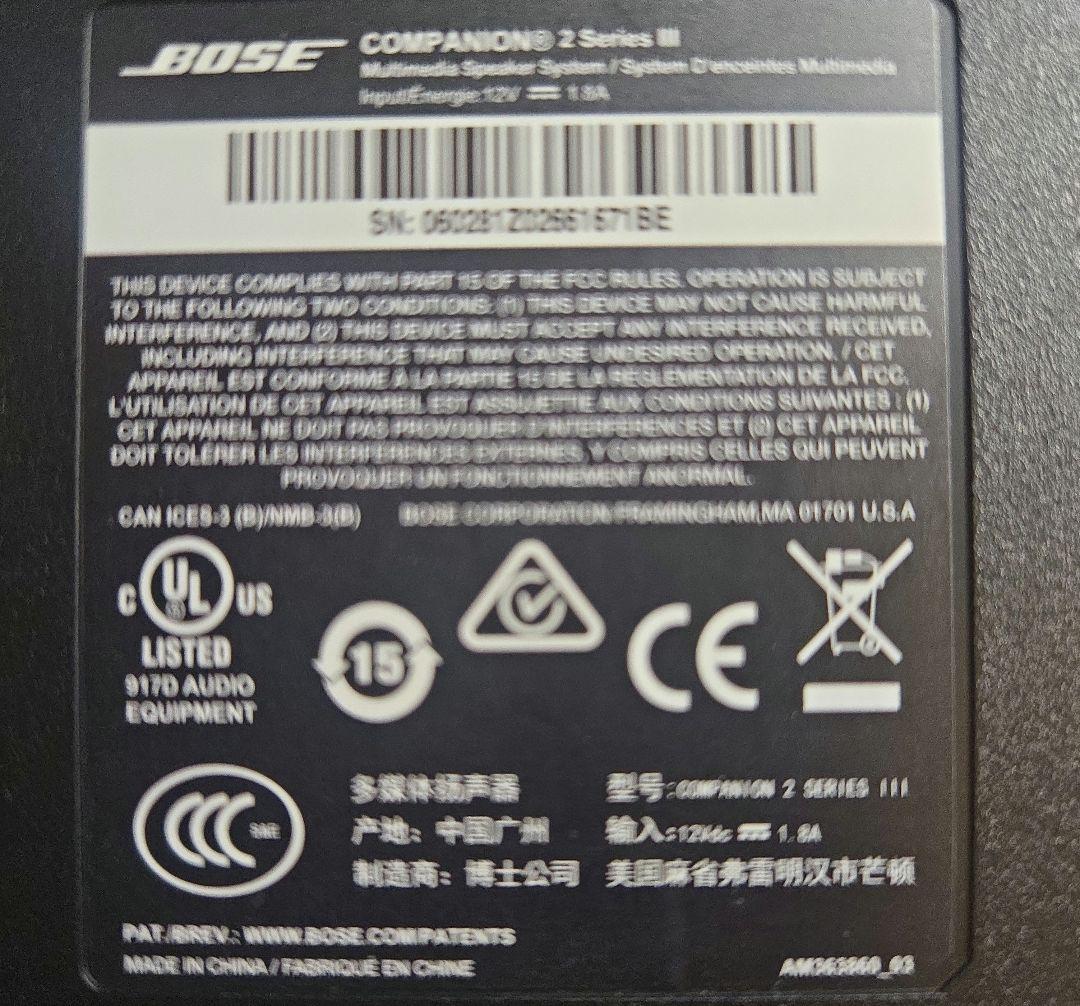 BOSE COMPANION® 2 Series III
Multimedia Speaker System / System D'enceintes Multimedia
Input/Energie: 12V ⎓ 1.8A
SN: 060281Z02661671BE
THIS DEVICE COMPLIES WITH PART 15 OF THE FCC RULES. OPERATION IS SUBJECT
TO THE FOLLOWING TWO CONDITIONS: (1) THIS DEVICE MAY NOT CAUSE HARMFUL
INTERFERENCE, AND (2) THIS DEVICE MUST ACCEPT ANY INTERFERENCE RECEIVED,
INCLUDING INTERFERENCE THAT MAY CAUSE UNDESIRED OPERATION. / CET
APPAREIL EST CONFORME À LA PARTIE 15 DE LA RÉGLEMENTATION DE LA FCC.
L'UTILISATION DE CET APPAREIL EST ASSUJETTIE AUX CONDITIONS SUIVANTES : (1)
CET APPAREIL NE DOIT PAS PROVOQUER D'INTERFÉRENCES ET (2) CET APPAREIL
DOIT TOLÉRER LES INTERFÉRENCES EXTERNES, Y COMPRIS CELLES QUI PEUVENT
PROVOQUER UN FONCTIONNEMENT ANORMAL.
CAN ICES-3 (B)/NMB-3(B) BOSE CORPORATION FRAMINGHAM,MA 01701 U.S.A
C UL US
LISTED
917D AUDIO
EQUIPMENT
15
CE
CCC S&E
多媒体扬声器 型号:COMPANION 2 SERIES III
产地: 中国广州 输入:12Vdc ⎓ 1.8A
制造商: 博士公司 美国麻省弗雷明汉市芒顿
PAT./BREV.: WWW.BOSE.COM/PATENTS
MADE IN CHINA / FABRIQUÉ EN CHINE